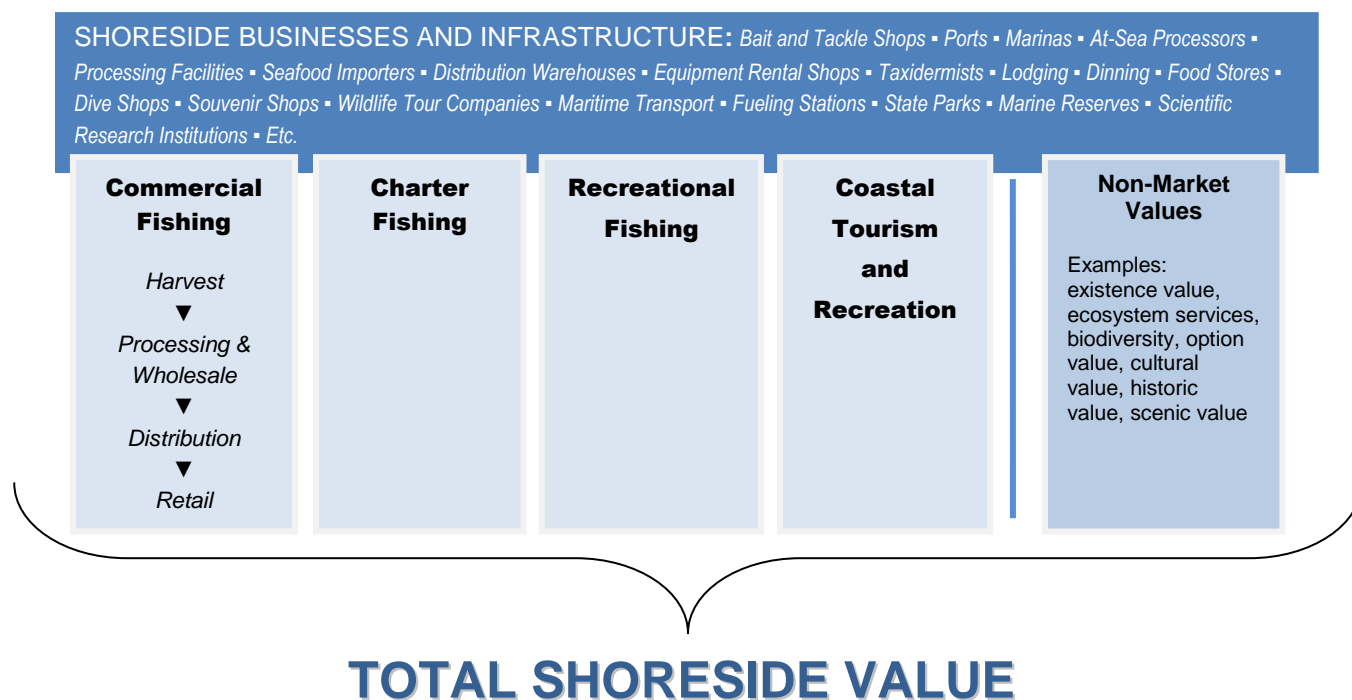 SHORESIDE BUSINESSES AND INFRASTRUCTURE: Bait and Tackle Shops ▪ Ports ▪ Marinas ▪ At-Sea Processors ▪
Processing Facilities ▪ Seafood Importers ▪ Distribution Warehouses ▪ Equipment Rental Shops ▪ Taxidermists ▪ Lodging ▪ Dinning ▪ Food Stores ▪
Dive Shops ▪ Souvenir Shops ▪ Wildlife Tour Companies ▪ Maritime Transport ▪ Fueling Stations ▪ State Parks ▪ Marine Reserves ▪ Scientific
Research Institutions ▪ Etc.
Commercial
Fishing
Harvest
▼
Processing &
Wholesale
▼
Distribution
▼
Retail
Charter
Fishing
Recreational
Fishing
Coastal
Tourism
and
Recreation
Non-Market
Values
Examples:
existence value,
ecosystem services,
biodiversity, option
value, cultural
value, historic
value, scenic value
TOTAL SHORESIDE VALUE